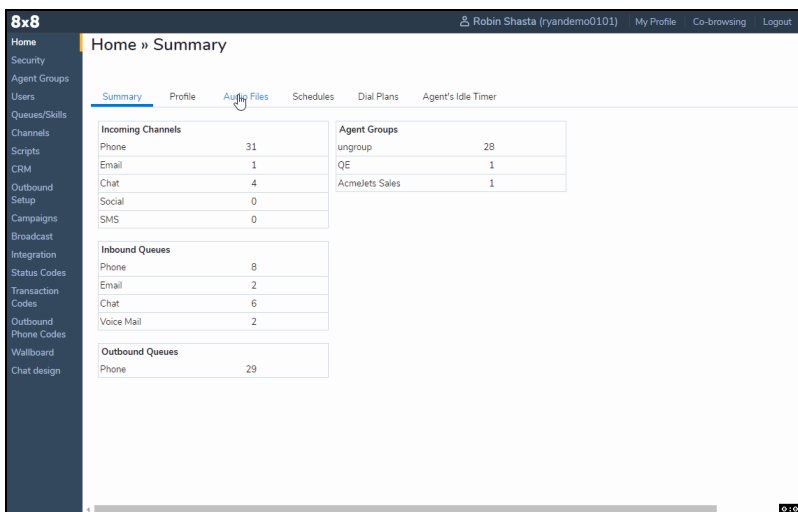 8x8
Robin Shasta (ryandemo0101) My Profile Co-browsing Logout
Home
Security
Agent Groups
Users
Queues/Skills
Channels
Scripts
CRM
Outbound
Setup
Campaigns
Broadcast
Integration
Status Codes
Transaction
Codes
Outbound
Phone Codes
Wallboard
Chat design
Home » Summary
Summary Profile Audio Files Schedules Dial Plans Agent's Idle Timer
Incoming Channels
Phone 31
Email 1
Chat 4
Social 0
SMS 0
Inbound Queues
Phone 8
Email 2
Chat 6
Voice Mail 2
Outbound Queues
Phone 29
Agent Groups
ungroup 28
QE 1
AcmeJets Sales 1